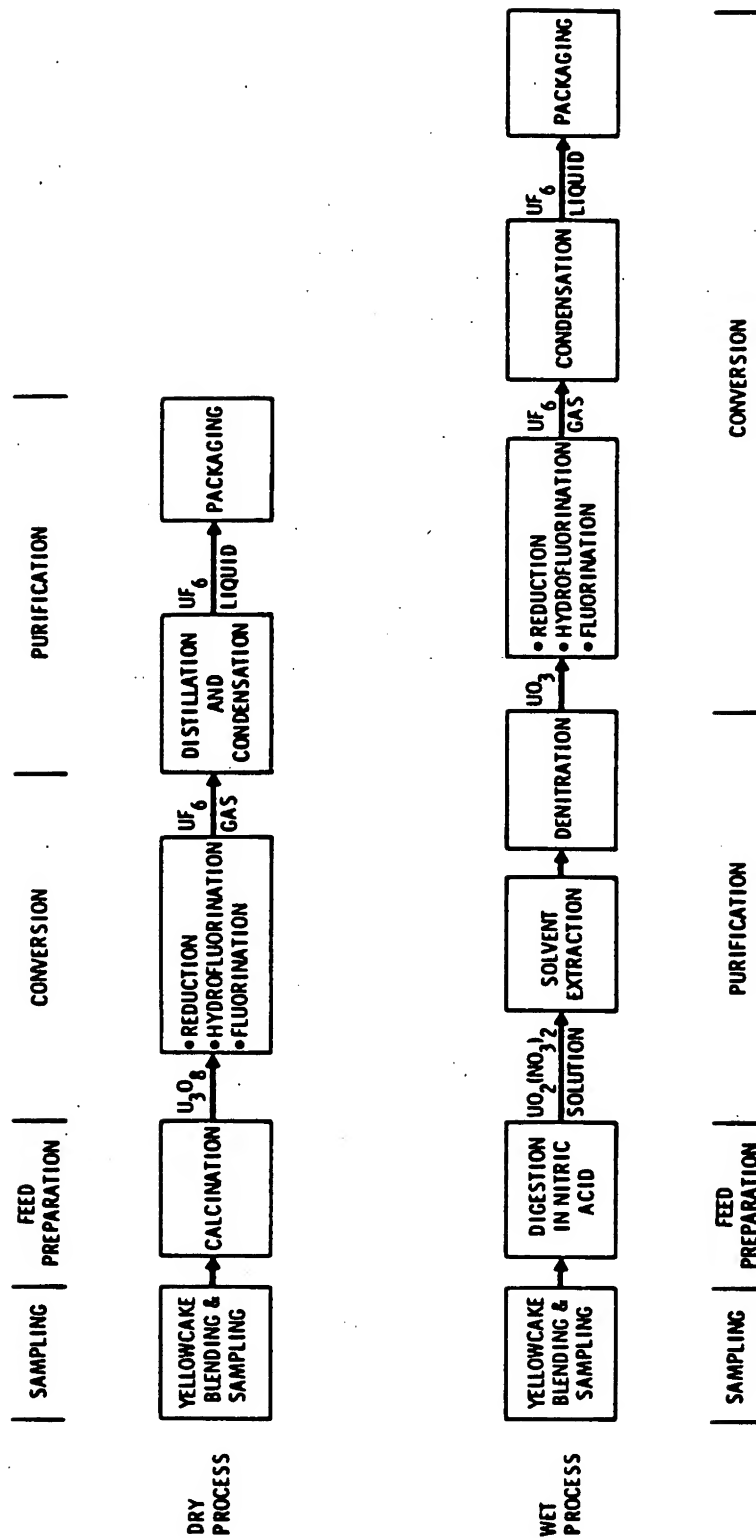 SAMPLING
FEED
PREPARATION
CONVERSION
PURIFICATION
DRY
PROCESS
YELLOWCAKE
BLENDING &
SAMPLING
CALCINATION
U3O8
• REDUCTION
• HYDROFLUORINATION
• FLUORINATION
UF6
GAS
DISTILLATION
AND
CONDENSATION
UF6
LIQUID
PACKAGING
WET
PROCESS
YELLOWCAKE
BLENDING &
SAMPLING
DIGESTION
IN NITRIC
ACID
UO2(NO3)2
SOLUTION
SOLVENT
EXTRACTION
DENITRATION
UO3
• REDUCTION
• HYDROFLUORINATION
• FLUORINATION
UF6
GAS
CONDENSATION
UF6
LIQUID
PACKAGING
SAMPLING
FEED
PREPARATION
PURIFICATION
CONVERSION